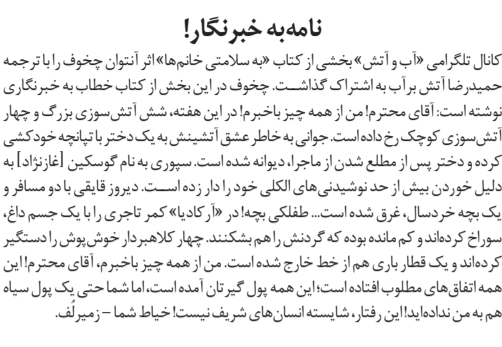 نامه‌به خبرنگار!
کانال تلگرامی «آب و آتش» بخشی از کتاب «به سلامتی خانم‌ها» اثر آنتوان چخوف را با ترجمه
حمیدرضا آتش بر آب به اشتراک گذاشــت. چخوف در این بخش از کتاب خطاب به خبرنگاری
نوشته است: آقای محترم! من از همه چیز باخبرم! در این هفته، شش آتش‌سوزی بزرگ و چهار
آتش‌سوزی کوچک رخ داده است. جوانی به خاطر عشق آتشینش به یک دختر با تپانچه خودکشی
کرده و دختر پس از مطلع شدن از ماجرا، دیوانه شده است. سپوری به نام گوسکین [غازنژاد] به
دلیل خوردن بیش از حد نوشیدنی‌های الکلی خود را دار زده اســت. دیروز قایقی با دو مسافر و
یک بچه خردسال، غرق شده است... طفلکی بچه! در «آرکادیا» کمر تاجری را با یک جسم داغ،
سوراخ کرده‌اند و کم مانده بوده که گردنش را هم بشکنند. چهار کلاهبردار خوش‌پوش را دستگیر
کرده‌اند و یک قطار باری هم از خط خارج شده است. من از همه چیز باخبرم، آقای محترم! این
همه اتفاق‌های مطلوب افتاده است؛ این همه پول گیرتان آمده است، اما شما حتی یک پول سیاه
هم به من نداده‌اید! این رفتار، شایسته انسان‌های شریف نیست! خیاط شما – زمیرلُف.